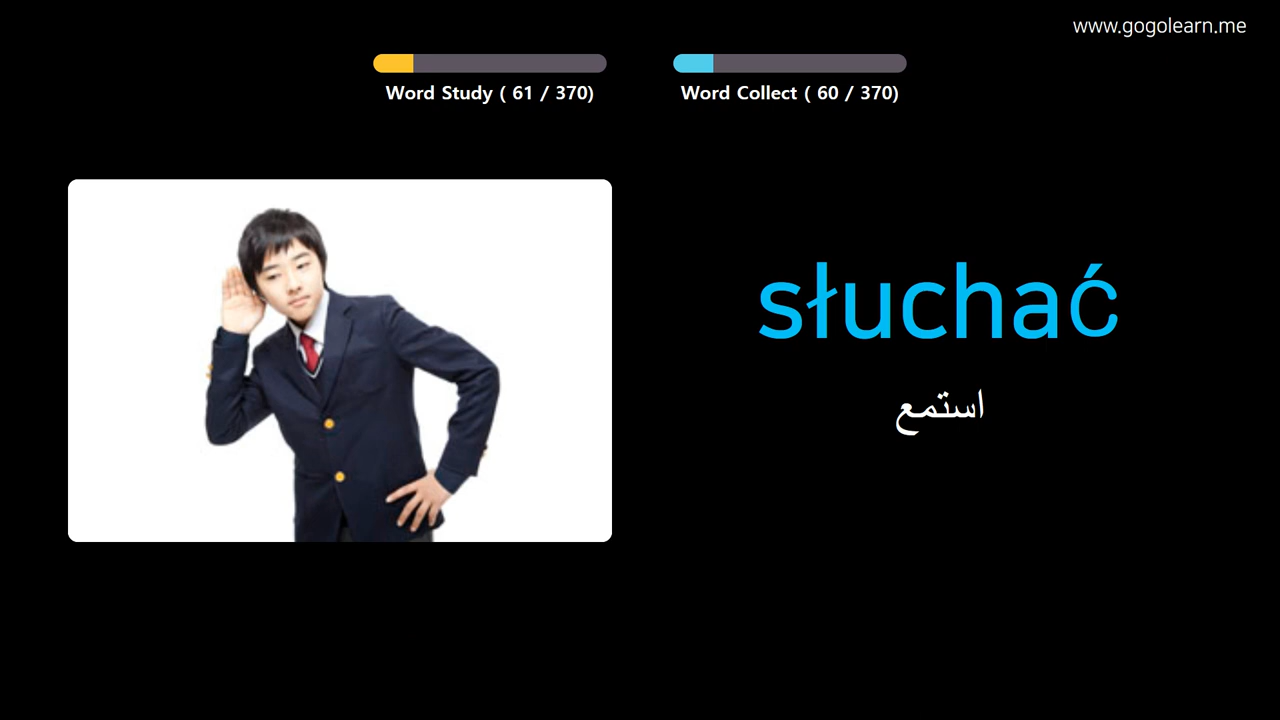 www.gogolearn.me
Word Study ( 61 / 370)
Word Collect ( 60 / 370)
słuchać
استمع